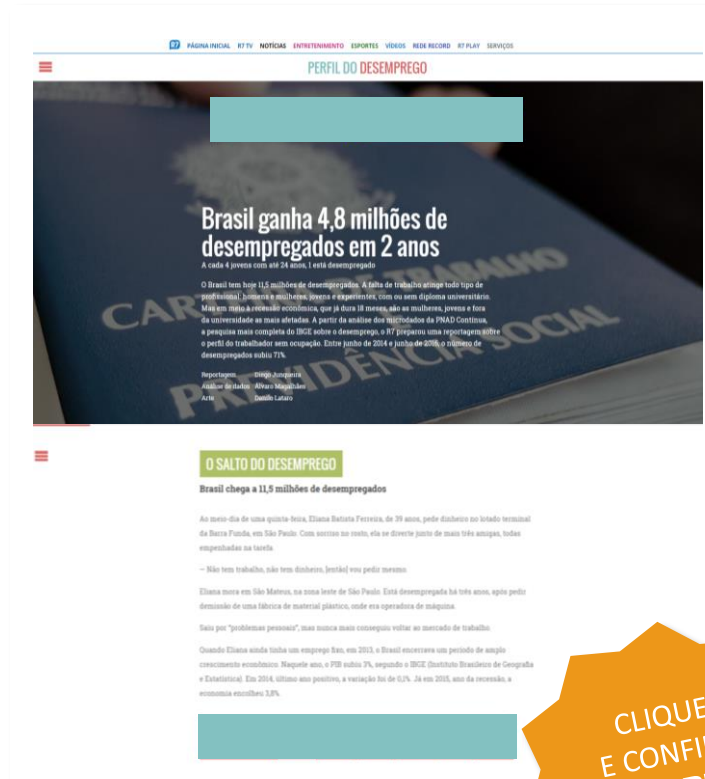 R7 PÁGINA INICIAL R7 TV NOTÍCIAS ENTRETENIMENTO ESPORTES VÍDEOS REDE RECORD R7 PLAY SERVIÇOS
PERFIL DO DESEMPREGO
Brasil ganha 4,8 milhões de
desempregados em 2 anos
A cada 4 jovens com até 24 anos, 1 está desempregado
O Brasil tem hoje 11,5 milhões de desempregados. A falta de trabalho atinge todo tipo de
profissional: homens e mulheres, jovens e experientes, com ou sem diploma universitário.
Mas em meio à recessão econômica, que já dura 18 meses, são as mulheres, jovens e fora
da universidade as mais afetadas. A partir da análise dos microdados da PNAD Contínua,
a pesquisa mais completa do IBGE sobre o desemprego, o R7 preparou uma reportagem sobre
o perfil do trabalhador sem ocupação. Entre junho de 2014 e junho de 2016, o número de
desempregados subiu 71%.
Reportagem Diego Junqueira
Análise de dados Alvaro Magalhães
Arte Danilo Lataro
CARTEIRA DE TRABALHO
E
PREVIDÊNCIA SOCIAL
O SALTO DO DESEMPREGO
Brasil chega a 11,5 milhões de desempregados
Ao meio-dia de uma quinta-feira, Eliana Batista Ferreira, de 39 anos, pede dinheiro no lotado terminal
da Barra Funda, em São Paulo. Com sorriso no rosto, ela se diverte junto de mais três amigas, todas
empenhadas na tarefa.
— Não tem trabalho, não tem dinheiro, [então] vou pedir mesmo.
Eliana mora em São Mateus, na zona leste de São Paulo. Está desempregada há três anos, após pedir
demissão de uma fábrica de material plástico, onde era operadora de máquina.
Saiu por "problemas pessoais", mas nunca mais conseguiu voltar ao mercado de trabalho.
Quando Eliana ainda tinha um emprego fixo, em 2013, o Brasil encerrava um período de amplo
crescimento econômico. Naquele ano, o PIB subiu 3%, segundo o IBGE (Instituto Brasileiro de Geografia
e Estatística). Em 2014, último ano positivo, a variação foi de 0,1%. Já em 2015, ano da recessão, a
economia encolheu 3,8%.
CLIQUE
E CONFI